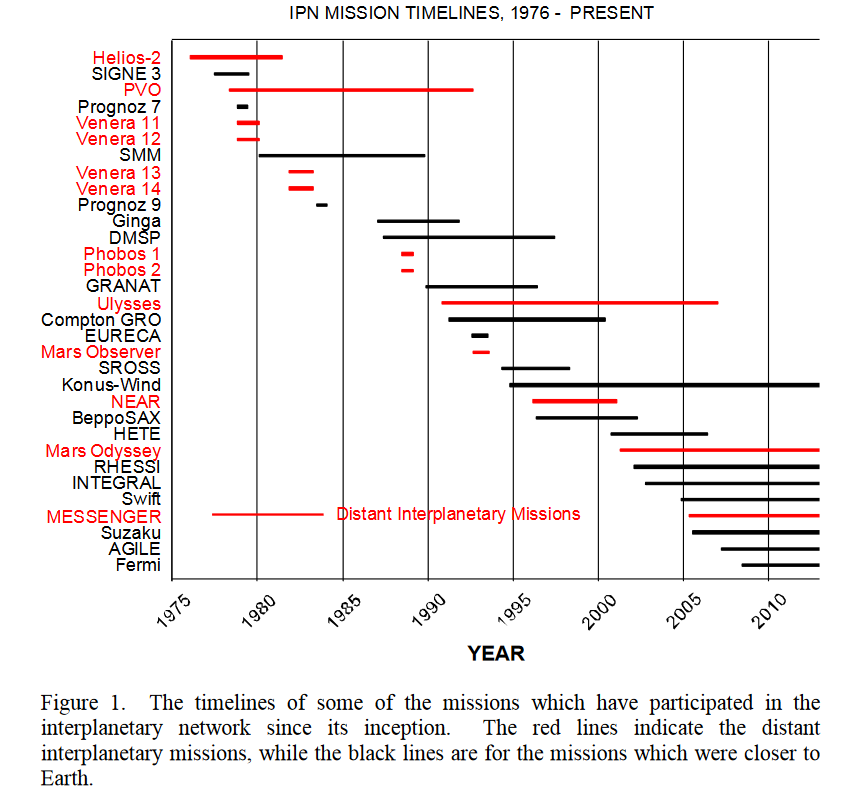 IPN MISSION TIMELINES, 1976 - PRESENT
Helios-2
SIGNE 3
PVO
Prognoz 7
Venera 11
Venera 12
SMM
Venera 13
Venera 14
Prognoz 9
Ginga
DMSP
Phobos 1
Phobos 2
GRANAT
Ulysses
Compton GRO
EURECA
Mars Observer
SROSS
Konus-Wind
NEAR
BeppoSAX
HETE
Mars Odyssey
RHESSI
INTEGRAL
Swift
MESSENGER
Distant Interplanetary Missions
Suzaku
AGILE
Fermi
1975 1980 1985 1990 1995 2000 2005 2010
YEAR
Figure 1. The timelines of some of the missions which have participated in the
interplanetary network since its inception. The red lines indicate the distant
interplanetary missions, while the black lines are for the missions which were closer to
Earth.